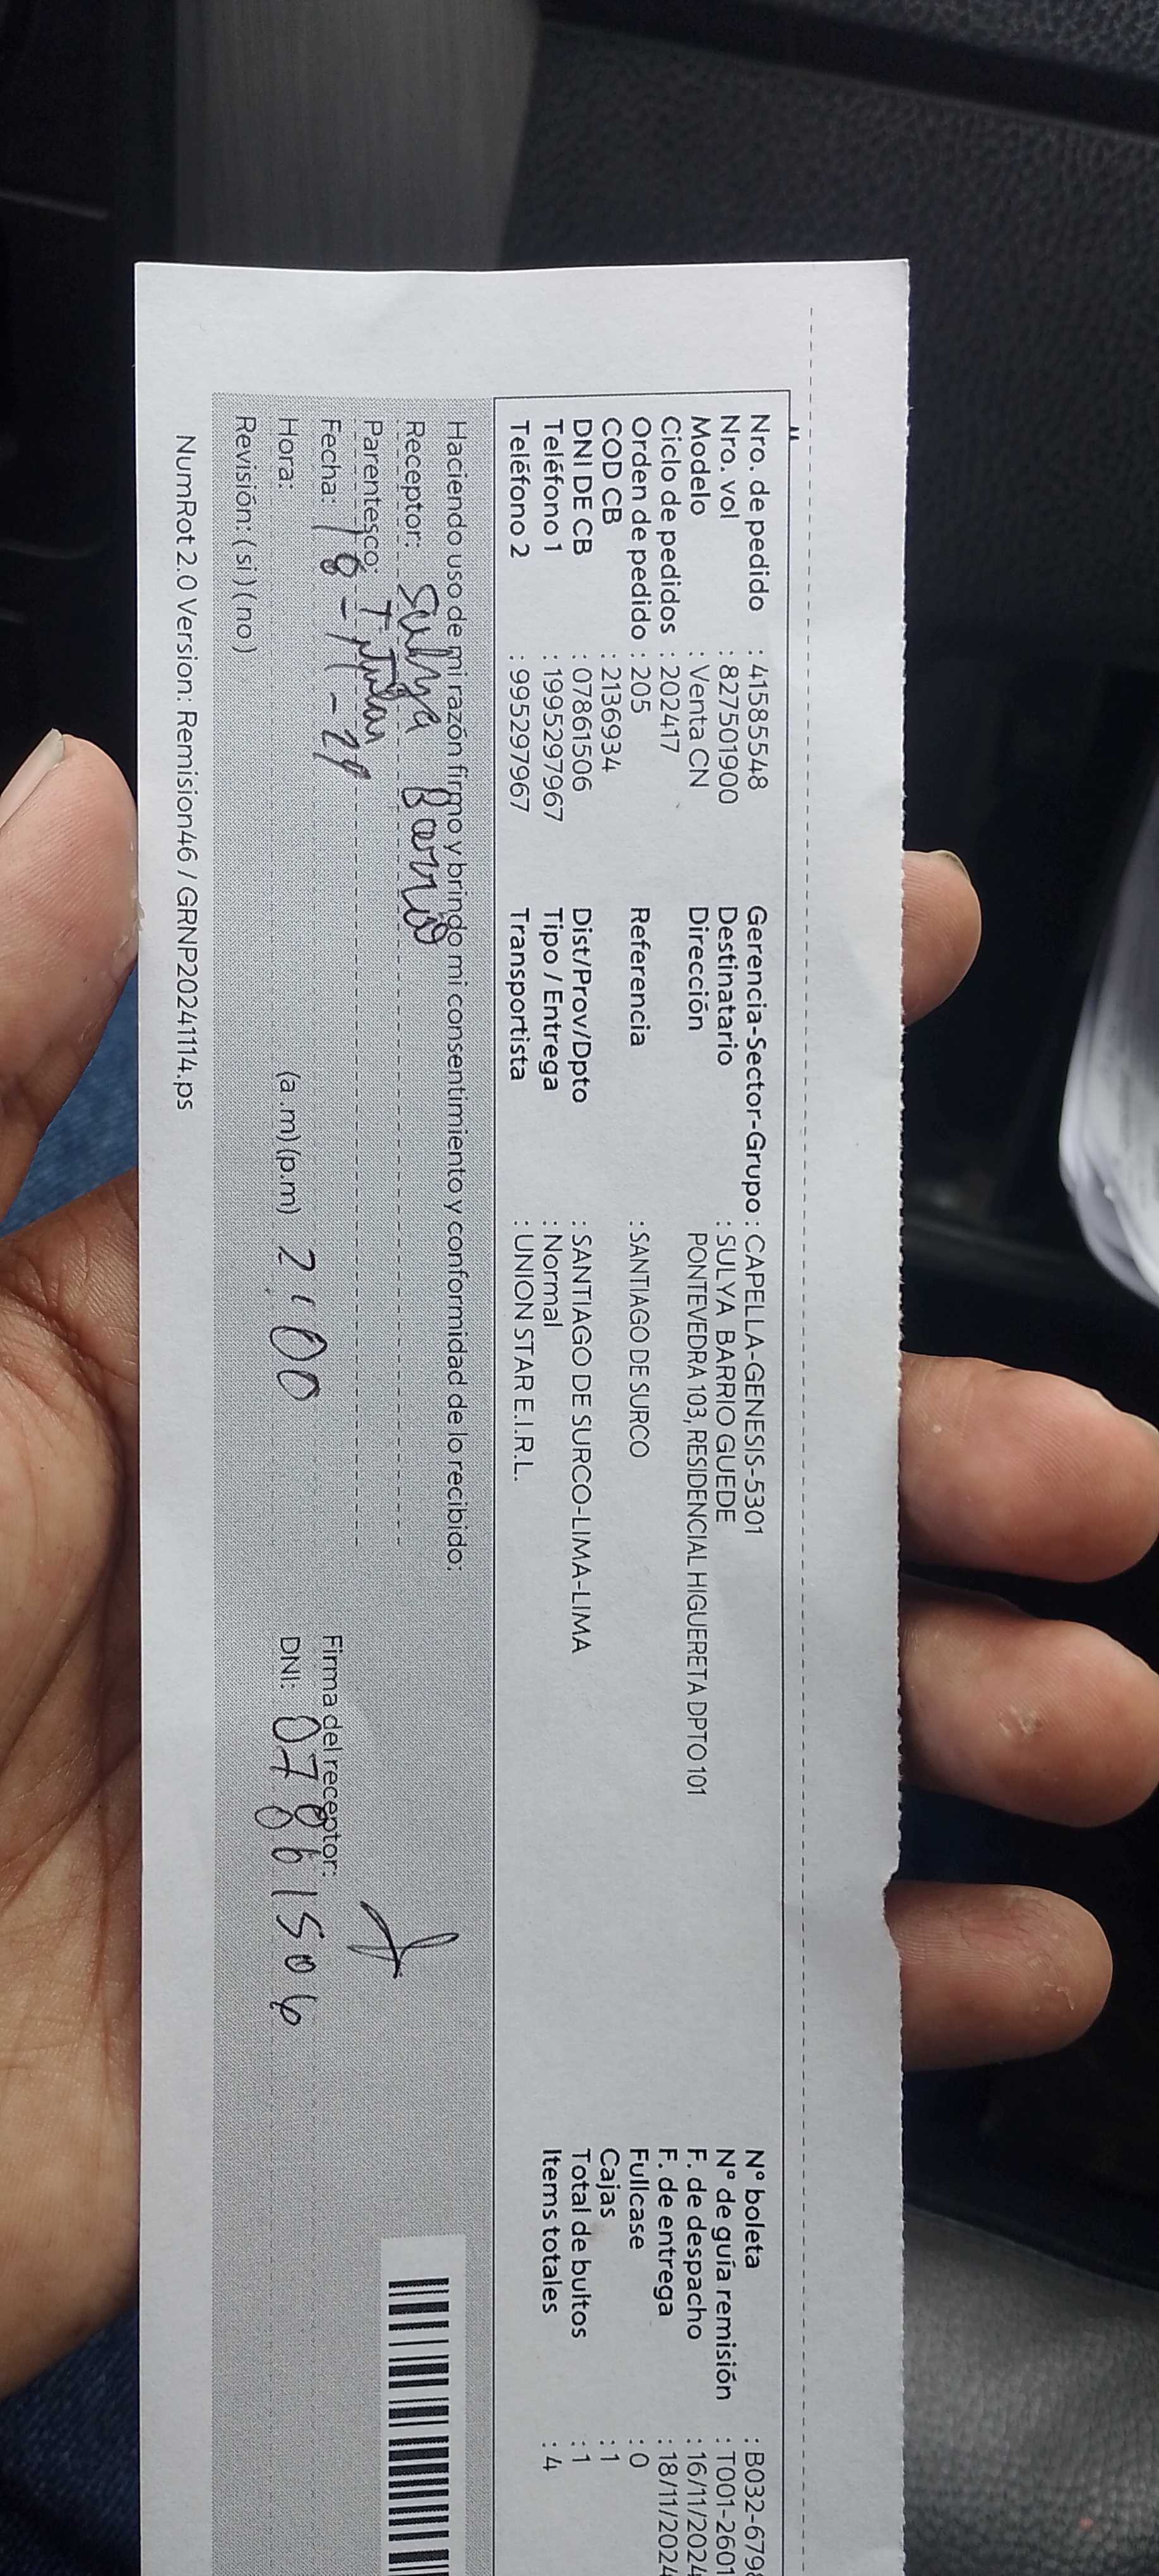 Nro. de pedido : 41585548 Gerencia-Sector-Grupo : CAPELLA-GENESIS-5301 N° boleta : B032-679
Nro. vol : 827501900 Destinatario : SULYA BARRIO GUEDE N° de guía remisión : T001-2601
Modelo : Venta CN Dirección PONTEVEDRA 103, RESIDENCIAL HIGUERETA DPTO 101 F. de despacho : 16/11/2024
Ciclo de pedidos : 202417 F. de entrega : 18/11/2024
Orden de pedido : 205 Referencia : SANTIAGO DE SURCO Fullcase : 0
COD CB : 2136934 Cajas : 1
DNI DE CB : 07861506 Dist/Prov/Dpto : SANTIAGO DE SURCO-LIMA-LIMA Total de bultos : 1
Teléfono 1 : 1995297967 Tipo / Entrega : Normal Items totales : 4
Teléfono 2 : 995297967 Transportista : UNION STAR E.I.R.L.
Haciendo uso de mi razón firmo y brindo mi consentimiento y conformidad de lo recibido:
Receptor: Sulya Barrio
Parentesco: Titular
Fecha: 18-11-24 Firma del receptor:
Hora: (a.m) (p.m) 2:00 DNI: 07861506
Revisión: ( si ) ( no )
NumRot 2.0 Version: Remision46 / GRNP20241114.ps